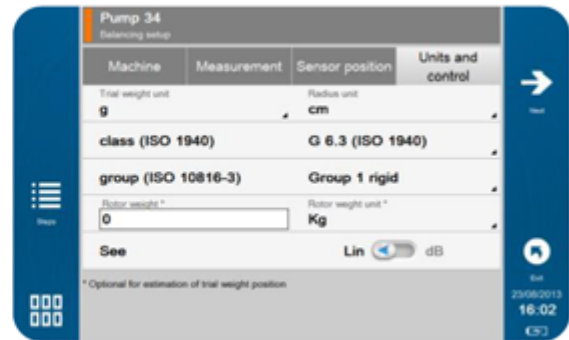 Pump 34
Balancing setup
Machine
Measurement
Sensor position
Units and control
Trial weight unit
g
Radius unit
cm
class (ISO 1940)
G 6.3 (ISO 1940)
group (ISO 10816-3)
Group 1 rigid
Rotor weight *
0
Rotor weight unit *
Kg
See
Lin
dB
* Optional for estimation of trial weight position
Steps
Next
Exit
23/08/2013
16:02